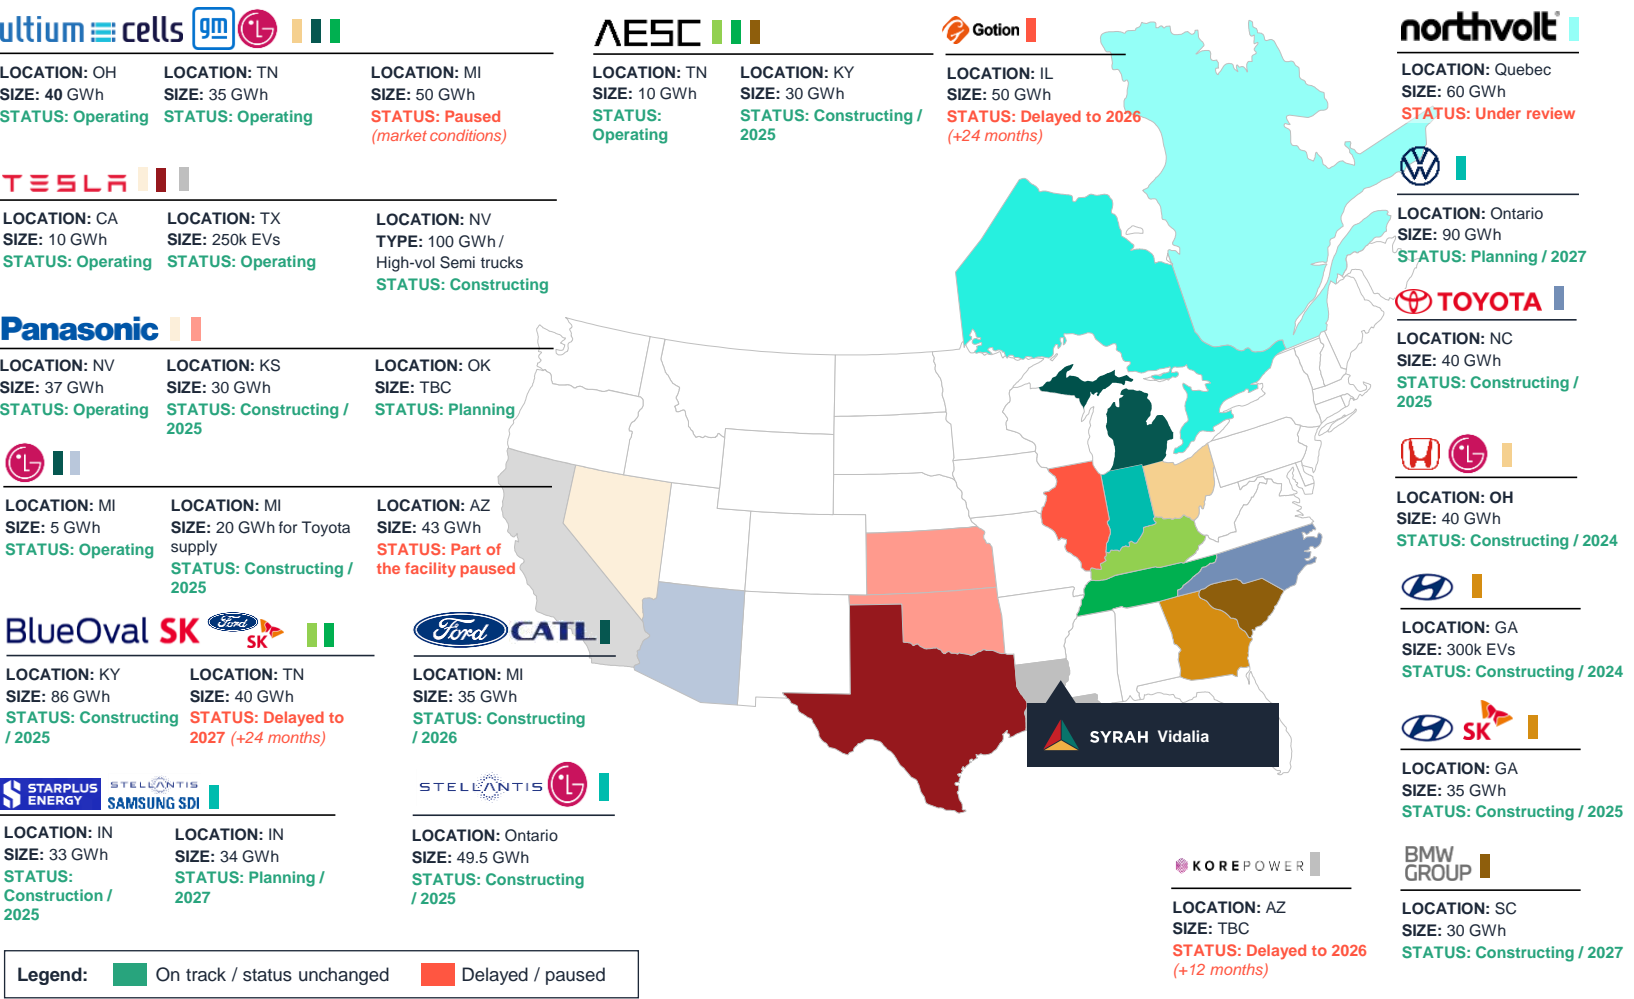 ultium cells gm LG
LOCATION: OH
SIZE: 40 GWh
STATUS: Operating
LOCATION: TN
SIZE: 35 GWh
STATUS: Operating
LOCATION: MI
SIZE: 50 GWh
STATUS: Paused
(market conditions)
AESC
LOCATION: TN
SIZE: 10 GWh
STATUS:
Operating
LOCATION: KY
SIZE: 30 GWh
STATUS: Constructing /
2025
Gotion
LOCATION: IL
SIZE: 50 GWh
STATUS: Delayed to 2026
(+24 months)
northvolt
LOCATION: Quebec
SIZE: 60 GWh
STATUS: Under review
TESLA
LOCATION: CA
SIZE: 10 GWh
STATUS: Operating
LOCATION: TX
SIZE: 250k EVs
STATUS: Operating
LOCATION: NV
TYPE: 100 GWh /
High-vol Semi trucks
STATUS: Constructing
VW
LOCATION: Ontario
SIZE: 90 GWh
STATUS: Planning / 2027
Panasonic
LOCATION: NV
SIZE: 37 GWh
STATUS: Operating
LOCATION: KS
SIZE: 30 GWh
STATUS: Constructing /
2025
LOCATION: OK
SIZE: TBC
STATUS: Planning
TOYOTA
LOCATION: NC
SIZE: 40 GWh
STATUS: Constructing /
2025
LG
LOCATION: MI
SIZE: 5 GWh
STATUS: Operating
LOCATION: MI
SIZE: 20 GWh for Toyota
supply
STATUS: Constructing /
2025
LOCATION: AZ
SIZE: 43 GWh
STATUS: Part of
the facility paused
LG
LOCATION: OH
SIZE: 40 GWh
STATUS: Constructing / 2024
BlueOval SK Ford SK
LOCATION: KY
SIZE: 86 GWh
STATUS: Constructing
/ 2025
LOCATION: TN
SIZE: 40 GWh
STATUS: Delayed to
2027 (+24 months)
Ford CATL
LOCATION: MI
SIZE: 35 GWh
STATUS: Constructing
/ 2026
LOCATION: GA
SIZE: 300k EVs
STATUS: Constructing / 2024
SYRAH Vidalia
SK
LOCATION: GA
SIZE: 35 GWh
STATUS: Constructing / 2025
STARPLUS
ENERGY
STELLANTIS
SAMSUNG SDI
LOCATION: IN
SIZE: 33 GWh
STATUS:
Construction /
2025
LOCATION: IN
SIZE: 34 GWh
STATUS: Planning /
2027
STELLANTIS LG
LOCATION: Ontario
SIZE: 49.5 GWh
STATUS: Constructing
/ 2025
KOREPOWER
LOCATION: AZ
SIZE: TBC
STATUS: Delayed to 2026
(+12 months)
BMW
GROUP
LOCATION: SC
SIZE: 30 GWh
STATUS: Constructing / 2027
Legend: On track / status unchanged Delayed / paused